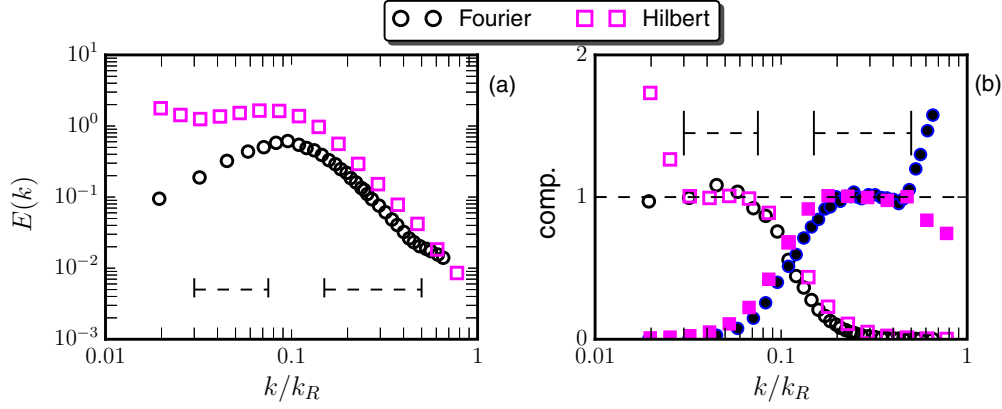 Fourier Hilbert
(a)
10^1
10^0
10^-1
10^-2
10^-3
E(k)
0.01 0.1 1
k/k_R
(b)
2
1
0
comp.
0.01 0.1 1
k/k_R